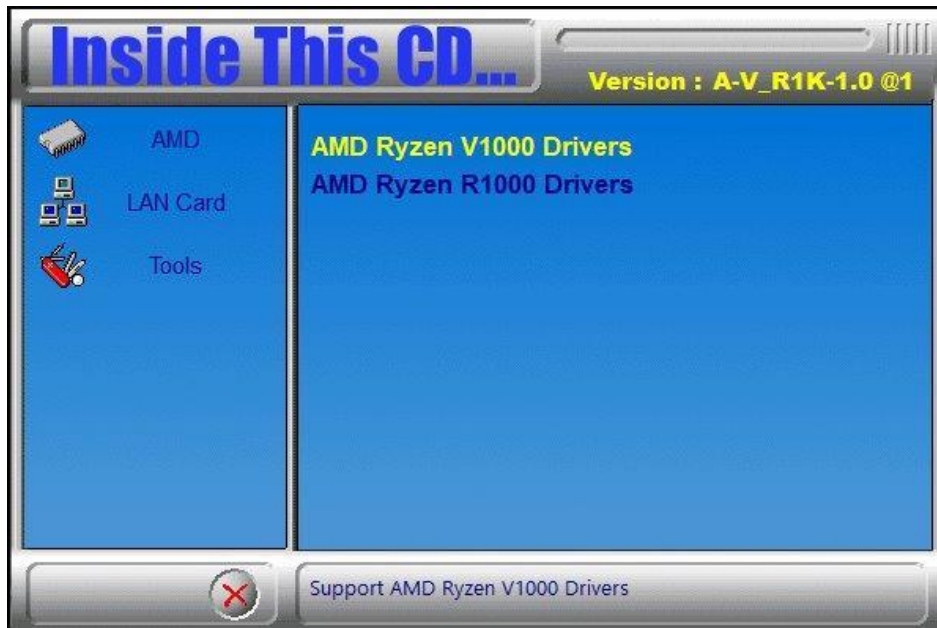 Inside This CD...
Version : A-V_R1K-1.0 @1
AMD
LAN Card
Tools
AMD Ryzen V1000 Drivers
AMD Ryzen R1000 Drivers
Support AMD Ryzen V1000 Drivers